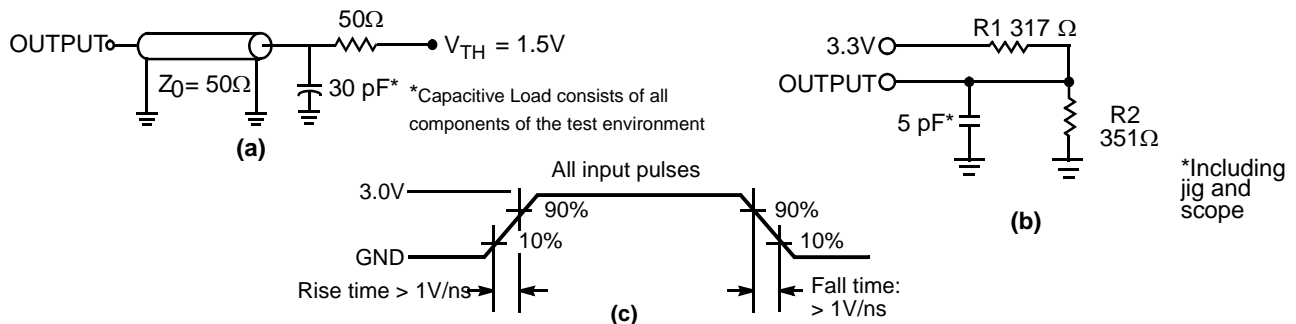 50Ω
OUTPUT
V_TH = 1.5V
Z_0= 50Ω
30 pF*
*Capacitive Load consists of all
components of the test environment
(a)
R1 317 Ω
3.3V
OUTPUT
5 pF*
R2
351Ω
*Including
jig and
scope
(b)
All input pulses
3.0V
90%
10%
GND
90%
10%
Rise time > 1V/ns
Fall time:
> 1V/ns
(c)